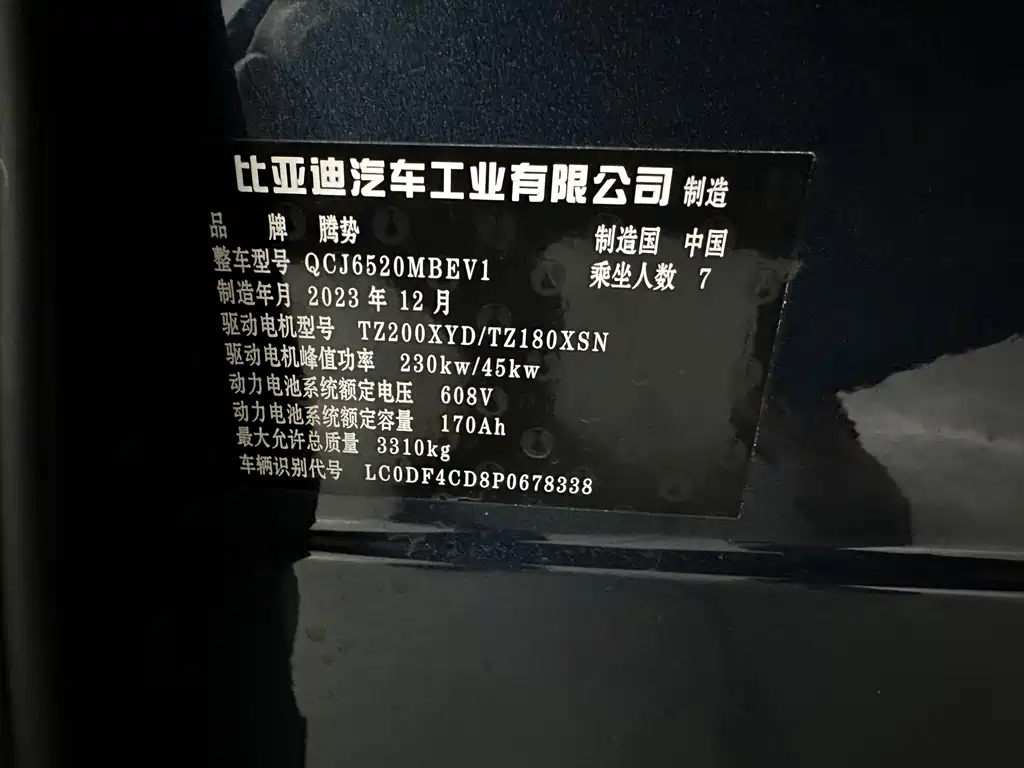 比亚迪汽车工业有限公司 制造
品 牌 腾势 制造国 中国
整车型号 QCJ6520MBEV1 乘坐人数 7
制造年月 2023 年 12 月
驱动电机型号 TZ200XYD/TZ180XSN
驱动电机峰值功率 230kw/45kw
动力电池系统额定电压 608V
动力电池系统额定容量 170Ah
最大允许总质量 3310kg
车辆识别代号 LC0DF4CD8P0678338